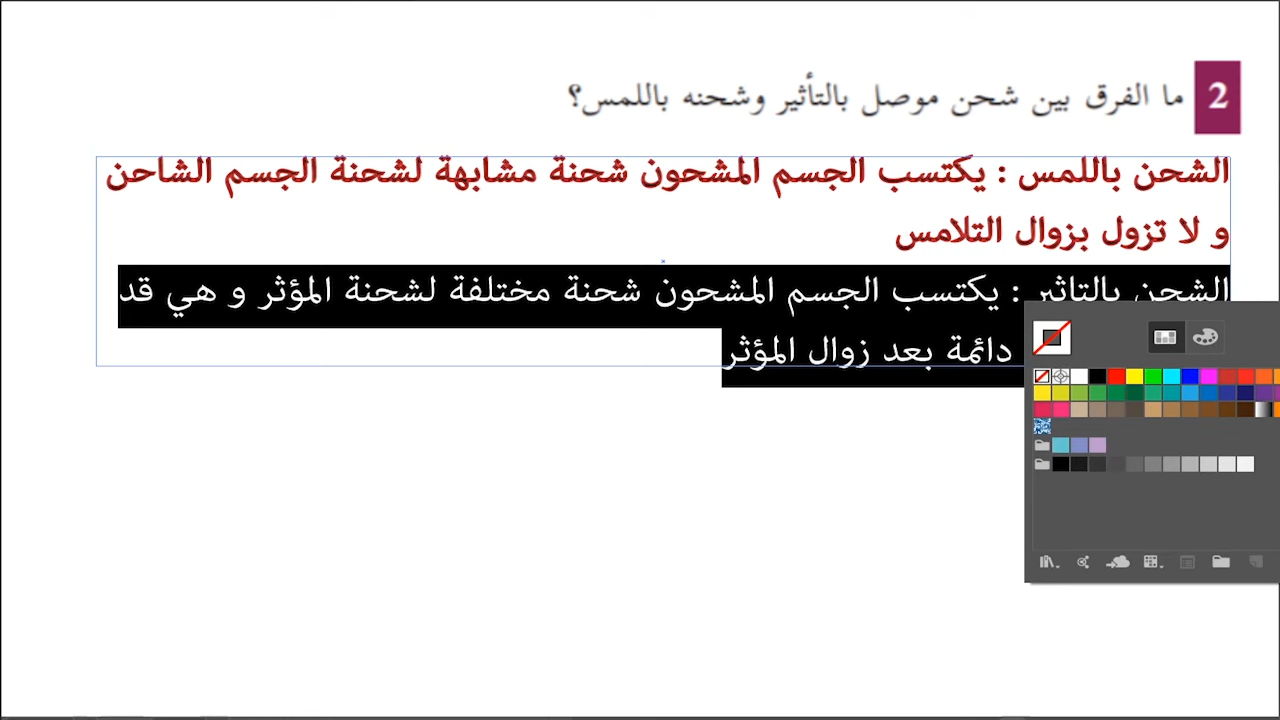 2 ما الفرق بين شحن موصل بالتأثير وشحنه باللمس؟
الشحن باللمس : يكتسب الجسم المشحون شحنة مشابهة لشحنة الجسم الشاحن
و لا تزول بزوال التلامس
الشحن بالتاثير : يكتسب الجسم المشحون شحنة مختلفة لشحنة المؤثر و هي قد
دائمة بعد زوال المؤثر